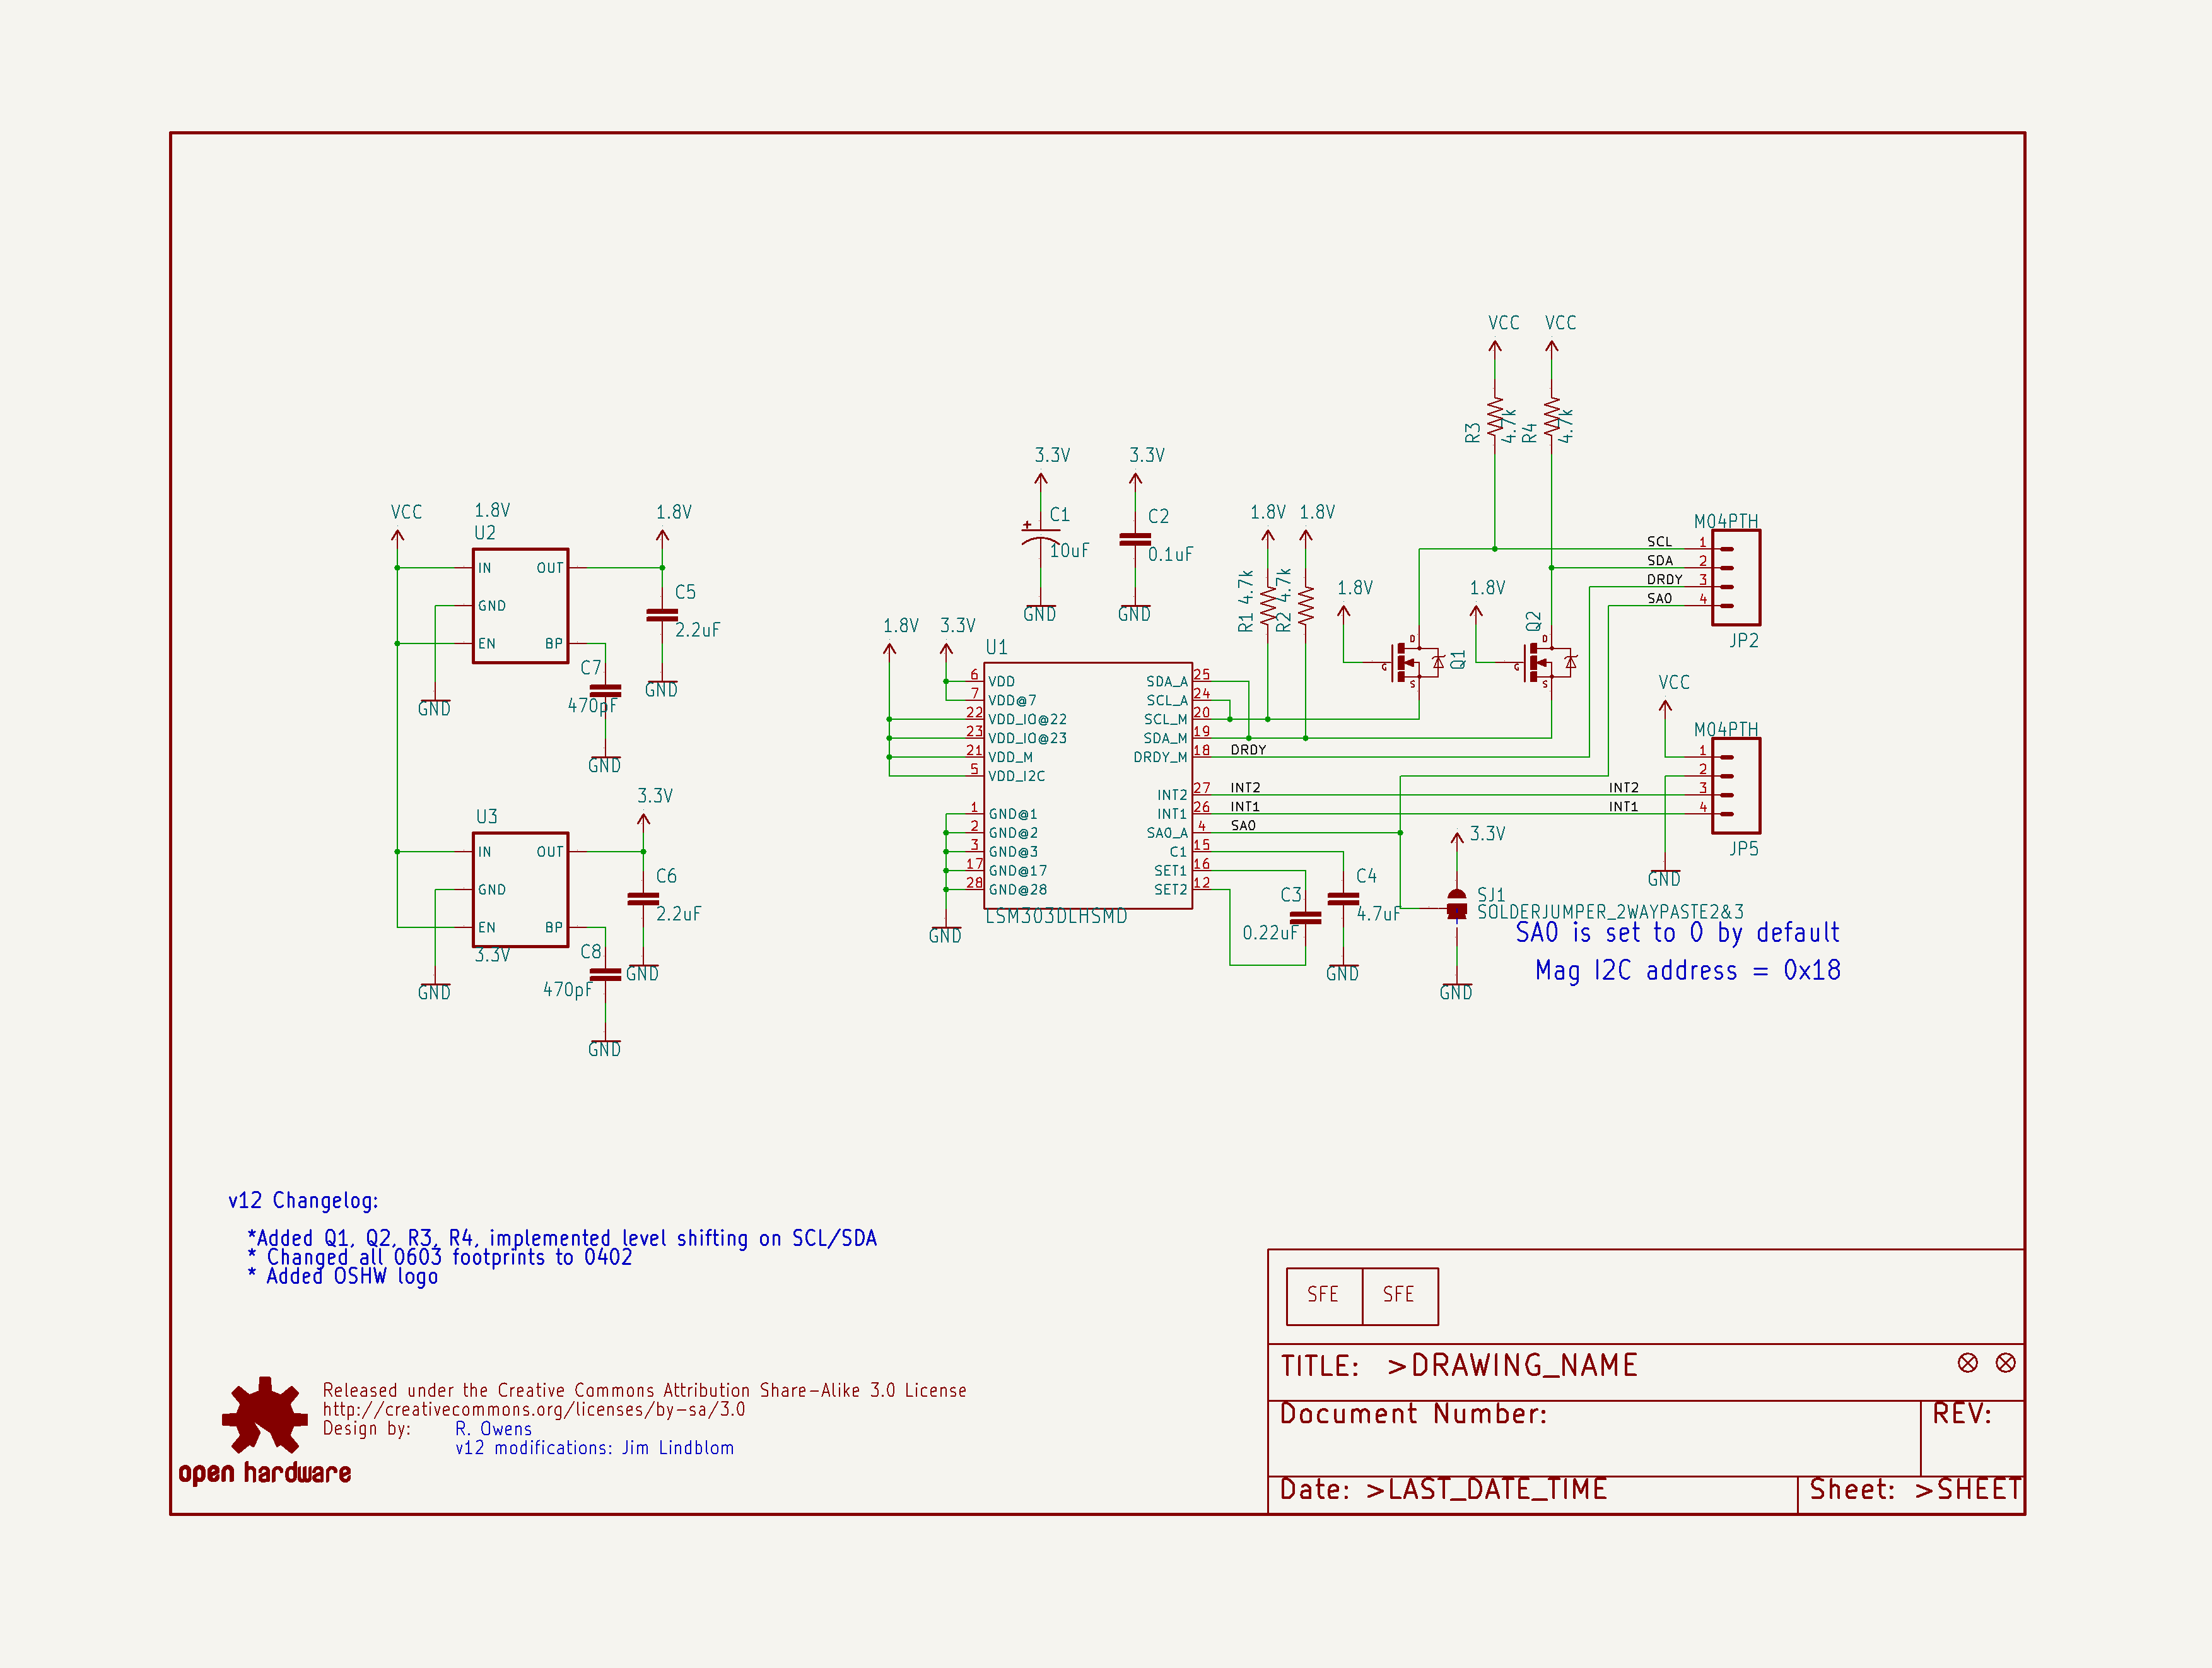 VCC VCC
R3 4.7k R4 4.7k
3.3V 3.3V
C1 10uF
C2 0.1uF
GND GND
VCC
1.8V
U2
IN OUT
GND
EN BP
1.8V
C5
2.2uF
GND
C7
470pF
GND
GND
3.3V
U3
IN OUT
GND
EN BP
3.3V
C6
2.2uF
GND
C8
470pF
GND
GND
1.8V 3.3V
U1
6 VDD
7 VDD@7
22 VDD_IO@22
23 VDD_IO@23
21 VDD_M
5 VDD_I2C
1 GND@1
2 GND@2
3 GND@3
17 GND@17
28 GND@28
GND
LSM303DLHSMD
SDA_A 25
SCL_A 24
SCL_M 20
SDA_M 19
DRDY_M 18 DRDY
INT2 27 INT2
INT1 26 INT1
SA0_A 4 SA0
C1 15
SET1 16
SET2 12
1.8V 1.8V
R1 4.7k
R2 4.7k
1.8V
G D S
Q1
1.8V
G D S
Q2
M04PTH
SCL 1
SDA 2
DRDY 3
SA0 4
JP2
VCC
M04PTH
1
2
INT2 3
INT1 4
JP5
GND
C3
0.22uF
C4
4.7uF
GND
3.3V
SJ1
SOLDERJUMPER_2WAYPASTE2&3
GND
SA0 is set to 0 by default
Mag I2C address = 0x18
v12 Changelog:
*Added Q1, Q2, R3, R4, implemented level shifting on SCL/SDA
* Changed all 0603 footprints to 0402
* Added OSHW logo
Released under the Creative Commons Attribution Share-Alike 3.0 License
http://creativecommons.org/licenses/by-sa/3.0
Design by: R. Owens
v12 modifications: Jim Lindblom
open hardware
SFE SFE
TITLE: >DRAWING_NAME
Document Number:
REV:
Date: >LAST_DATE_TIME
Sheet: >SHEET